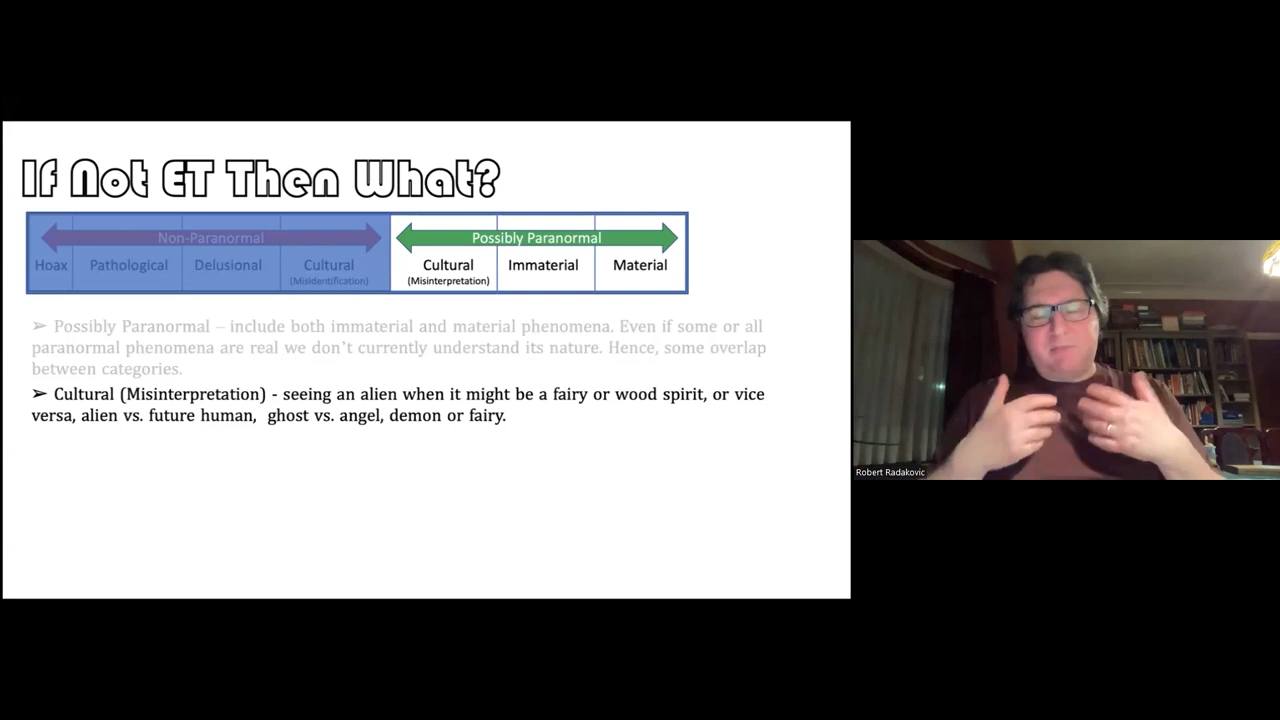 If Not ET Then What?
Non-Paranormal
Possibly Paranormal
Hoax
Pathological
Delusional
Cultural
(Misidentification)
Cultural
(Misinterpretation)
Immaterial
Material
➢ Possibly Paranormal – include both immaterial and material phenomena. Even if some or all
paranormal phenomena are real we don't currently understand its nature. Hence, some overlap
between categories.
➢ Cultural (Misinterpretation) - seeing an alien when it might be a fairy or wood spirit, or vice
versa, alien vs. future human,  ghost vs. angel, demon or fairy.
Robert Radakovic